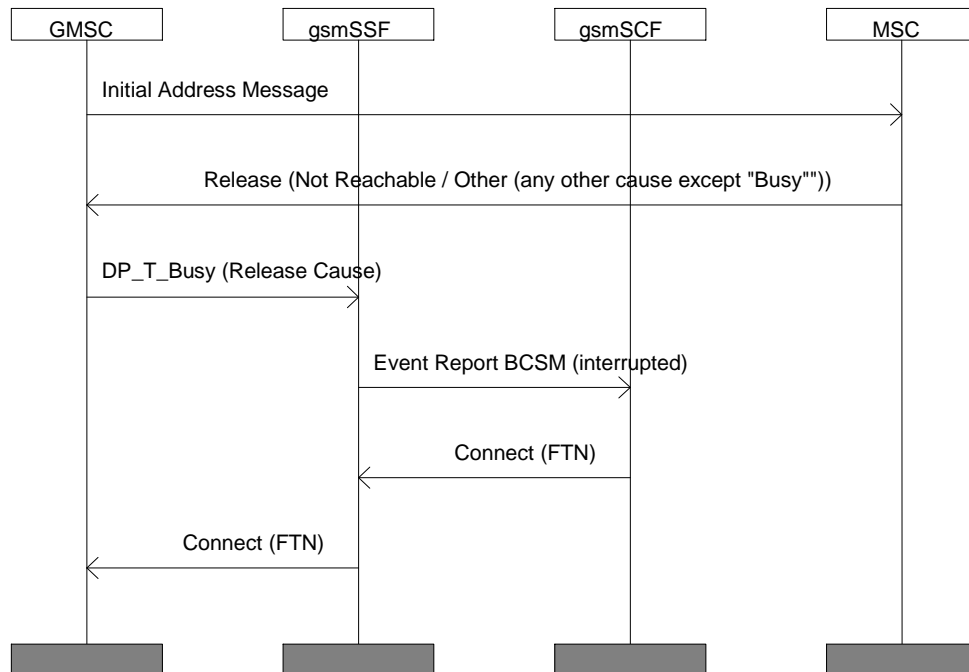 GMSC
gsmSSF
gsmSCF
MSC
Initial Address Message
Release (Not Reachable / Other (any other cause except "Busy""))
DP_T_Busy (Release Cause)
Event Report BCSM (interrupted)
Connect (FTN)
Connect (FTN)